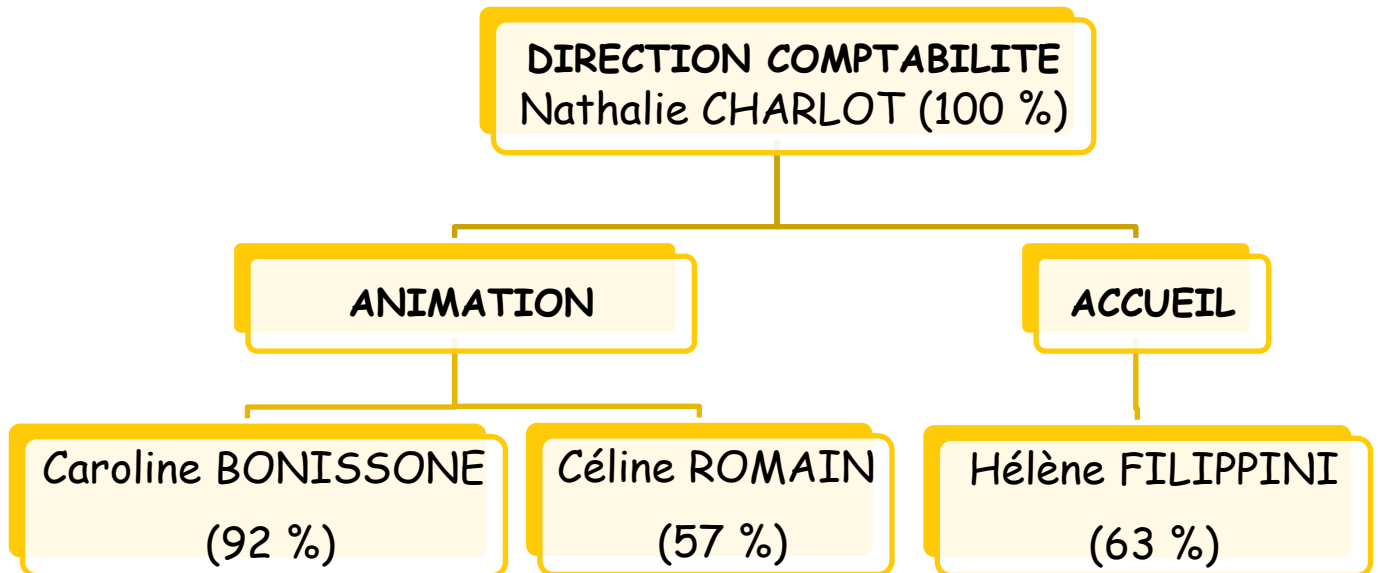 DIRECTION COMPTABILITE
Nathalie CHARLOT (100 %)
ANIMATION
ACCUEIL
Caroline BONISSONE
(92 %)
Céline ROMAIN
(57 %)
Hélène FILIPPINI
(63 %)